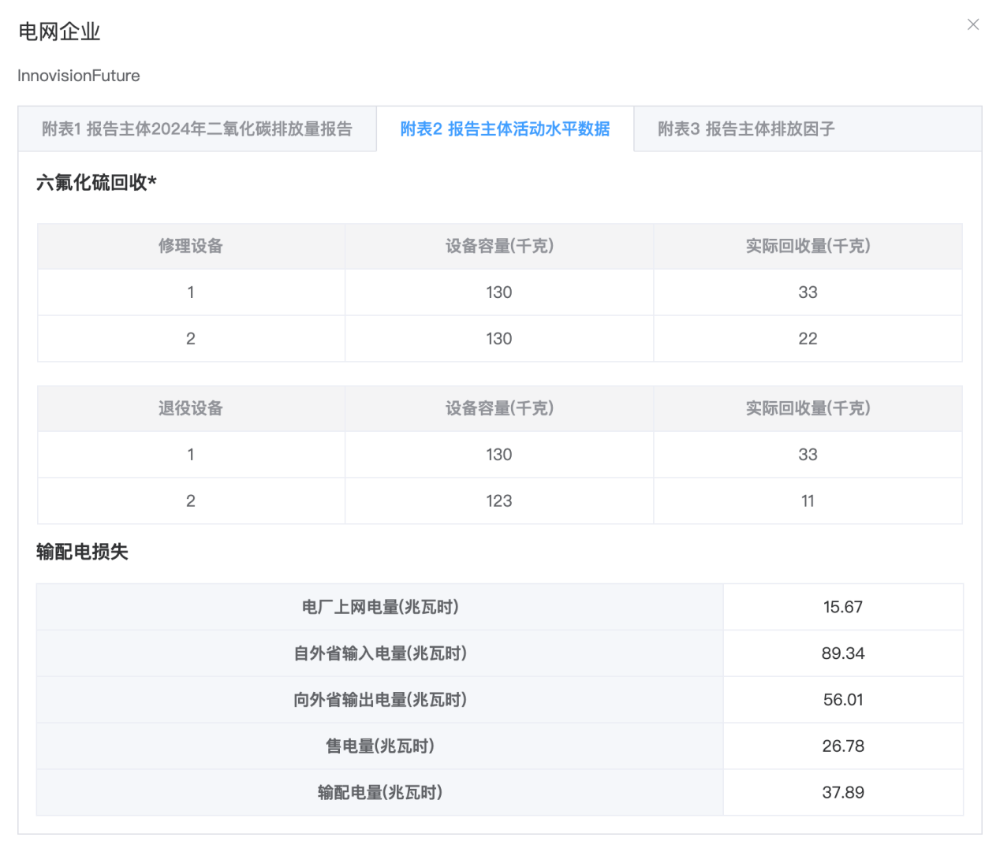 电网企业
InnovisionFuture
附表1 报告主体2024年二氧化碳排放量报告 附表2 报告主体活动水平数据 附表3 报告主体排放因子
六氟化硫回收*
修理设备 设备容量(千克) 实际回收量(千克)
1 130 33
2 130 22
退役设备 设备容量(千克) 实际回收量(千克)
1 130 33
2 123 11
输配电损失
电厂上网电量(兆瓦时) 15.67
自外省输入电量(兆瓦时) 89.34
向外省输出电量(兆瓦时) 56.01
售电量(兆瓦时) 26.78
输配电量(兆瓦时) 37.89